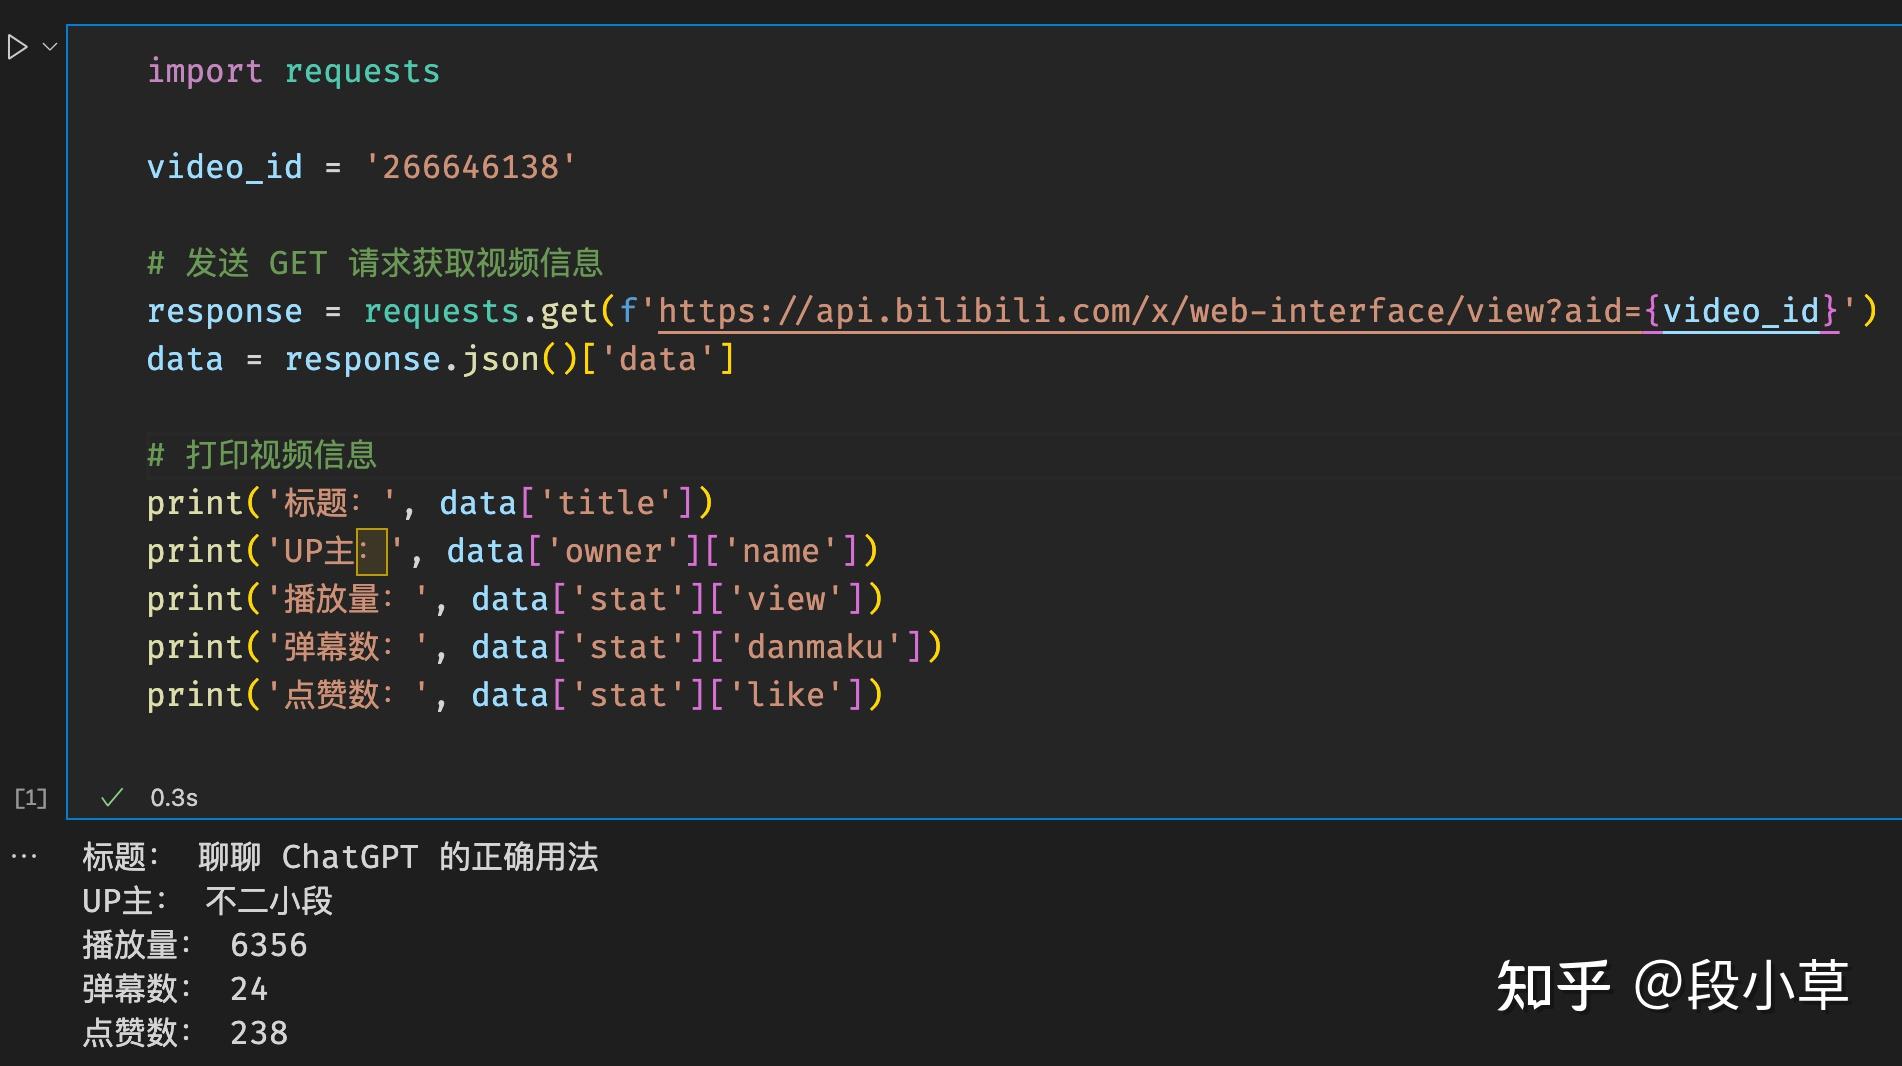 import requests
video_id = '266646138'
# 发送 GET 请求获取视频信息
response = requests.get(f'https://api.bilibili.com/x/web-interface/view?aid={video_id}')
data = response.json()['data']
# 打印视频信息
print('标题：', data['title'])
print('UP主：', data['owner']['name'])
print('播放量：', data['stat']['view'])
print('弹幕数：', data['stat']['danmaku'])
print('点赞数：', data['stat']['like'])
[1] ✓ 0.3s
标题： 聊聊 ChatGPT 的正确用法
UP主： 不二小段
播放量： 6356
弹幕数： 24
点赞数： 238
知乎 @段小草